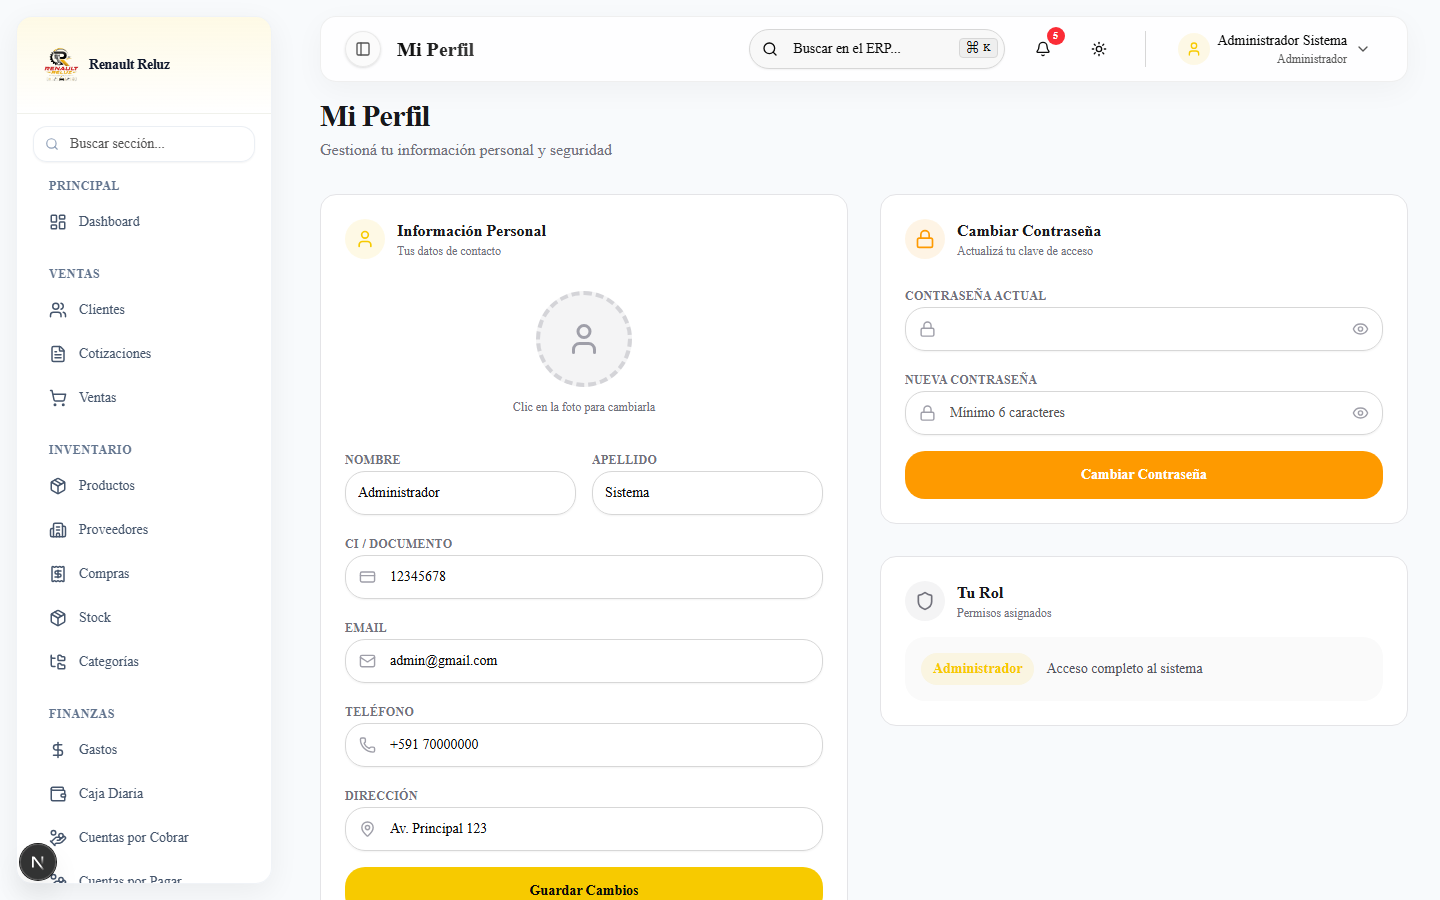 RENAULT
RELUZ
Renault Reluz
Buscar sección...
PRINCIPAL
Dashboard
VENTAS
Clientes
Cotizaciones
Ventas
INVENTARIO
Productos
Proveedores
Compras
Stock
Categorías
FINANZAS
Gastos
Caja Diaria
Cuentas por Cobrar
Cuentas por Pagar
N
Mi Perfil
Buscar en el ERP...
⌘ K
5
Administrador Sistema
Administrador
Mi Perfil
Gestioná tu información personal y seguridad
Información Personal
Tus datos de contacto
Clic en la foto para cambiarla
NOMBRE
Administrador
APELLIDO
Sistema
CI / DOCUMENTO
12345678
EMAIL
admin@gmail.com
TELÉFONO
+591 70000000
DIRECCIÓN
Av. Principal 123
Guardar Cambios
Cambiar Contraseña
Actualizá tu clave de acceso
CONTRASEÑA ACTUAL
NUEVA CONTRASEÑA
Mínimo 6 caracteres
Cambiar Contraseña
Tu Rol
Permisos asignados
Administrador
Acceso completo al sistema